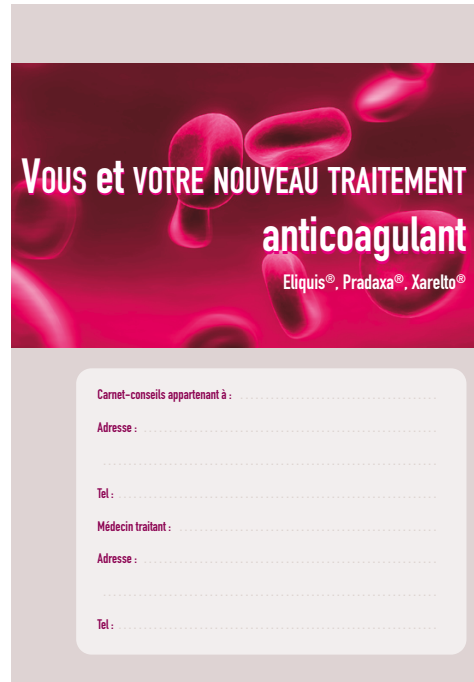 Vous et votre nouveau traitement
anticoagulant
Eliquis®, Pradaxa®, Xarelto®
Carnet-conseils appartenant à :
Adresse :
Tel :
Médecin traitant :
Adresse :
Tel :